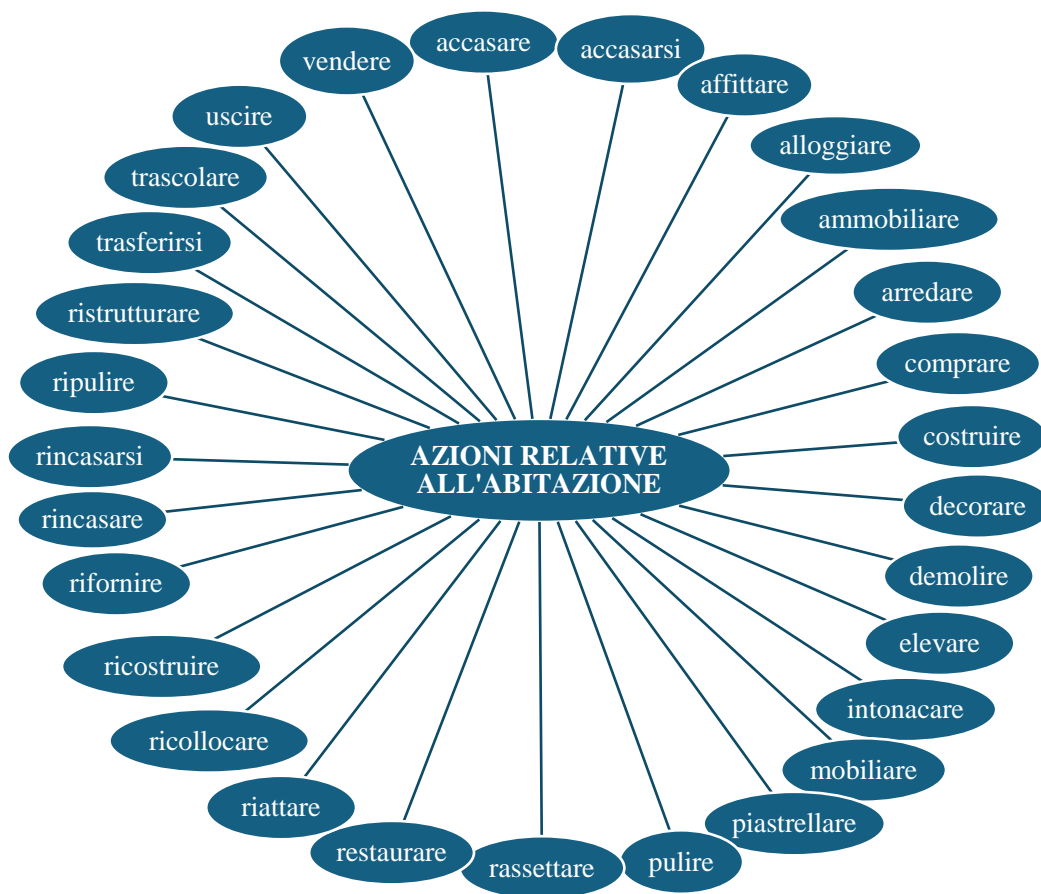 accasare
accasarsi
affittare
alloggiare
ammobiliare
arredare
comprare
costruire
decorare
demolire
elevare
intonacare
mobiliare
piastrellare
pulire
rassettare
restaurare
riattare
ricollocare
ricostruire
rifornire
rincasare
rincasarsi
ripulire
ristrutturare
trasferirsi
trascolare
uscire
vendere
AZIONI RELATIVE
ALL'ABITAZIONE